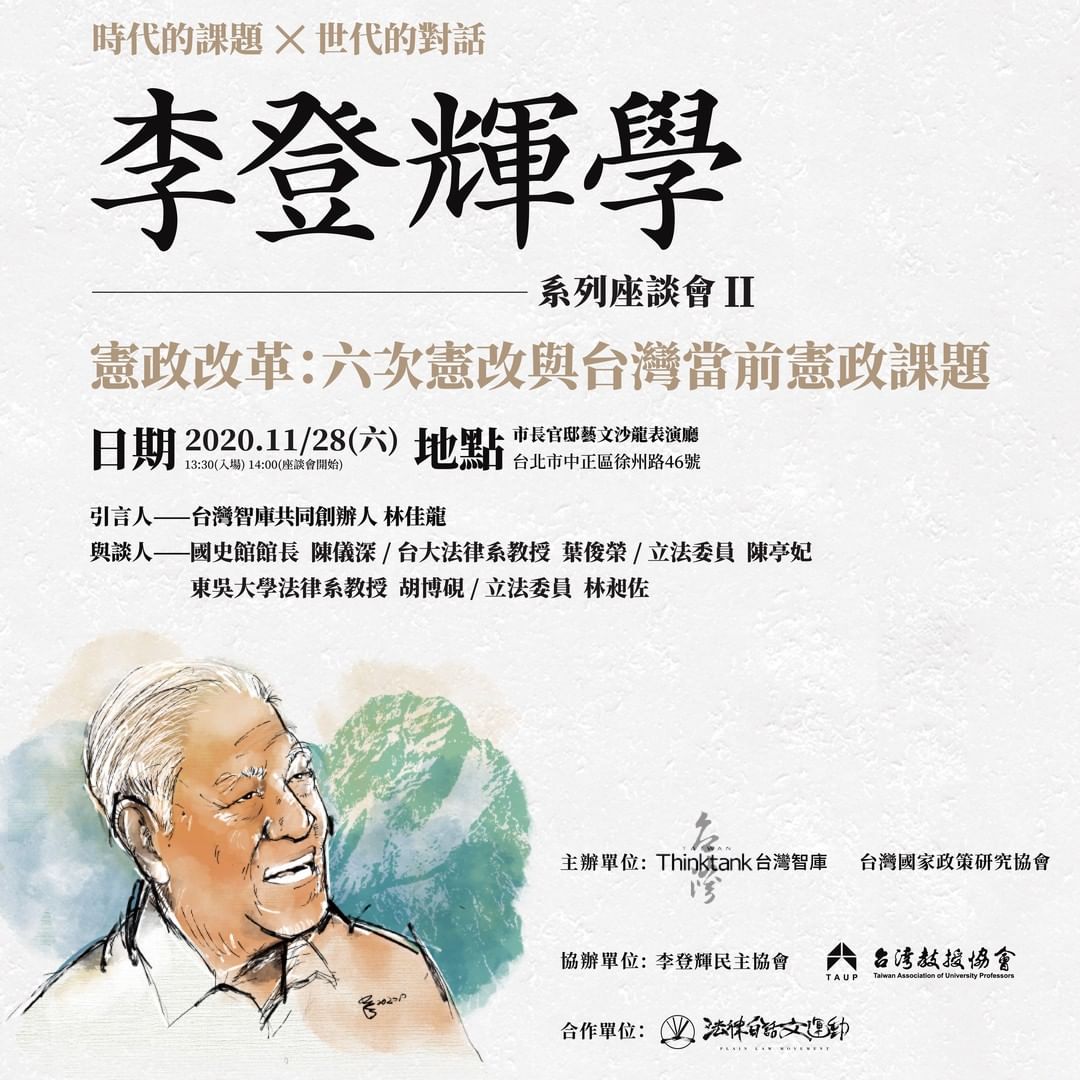 時代的課題 × 世代的對話
李登輝學
系列座談會 II
憲政改革：六次憲改與台灣當前憲政課題
日期 2020.11/28(六) 地點 市長官邸藝文沙龍表演廳
13:30(入場) 14:00(座談會開始) 台北市中正區徐州路46號
引言人——台灣智庫共同創辦人 林佳龍
與談人——國史館館長 陳儀深 / 台大法律系教授 葉俊榮 / 立法委員 陳亭妃
東吳大學法律系教授 胡博硯 / 立法委員 林昶佐
主辦單位： 台灣 TAIWAN Thinktank 台灣智庫 台灣國家政策研究協會
協辦單位：李登輝民主協會 TAUP 台灣教授協會
Taiwan Association of University Professors
合作單位： 法律白話文運動
PLAIN LAW MOVEMENT
2020